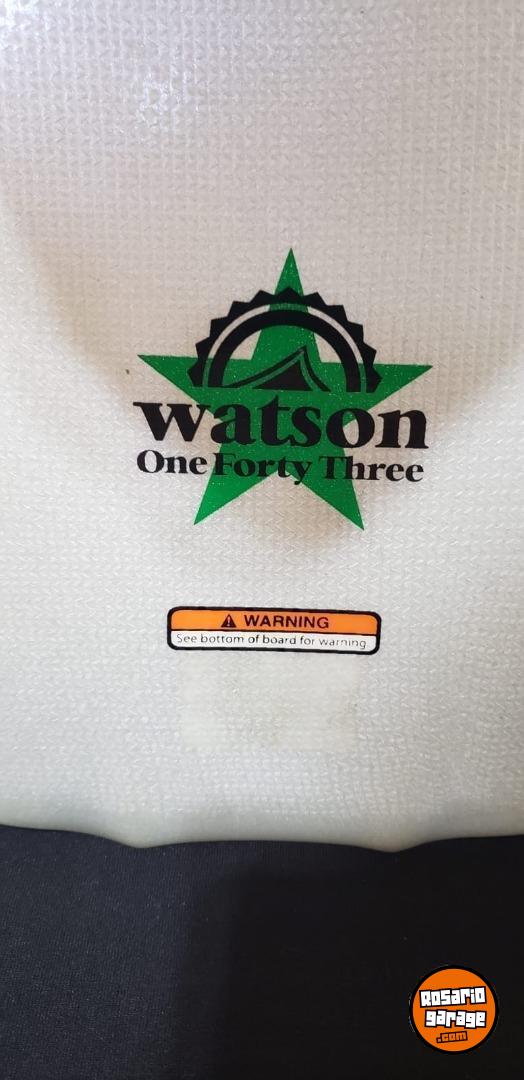 watson
One Forty Three
WARNING
See bottom of board for warning.
Rosario
garage
.com